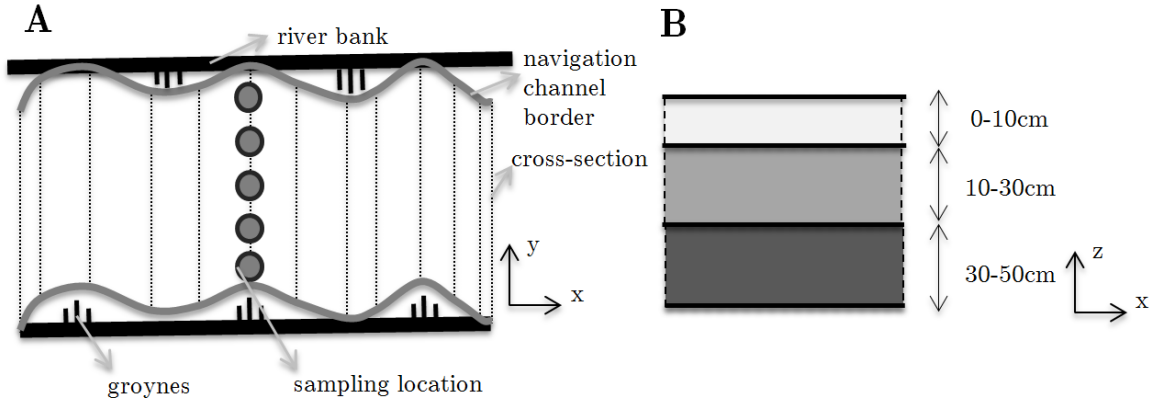 A
river bank
navigation
channel
border
cross-section
y
x
groynes
sampling location
B
0-10cm
10-30cm
30-50cm
z
x